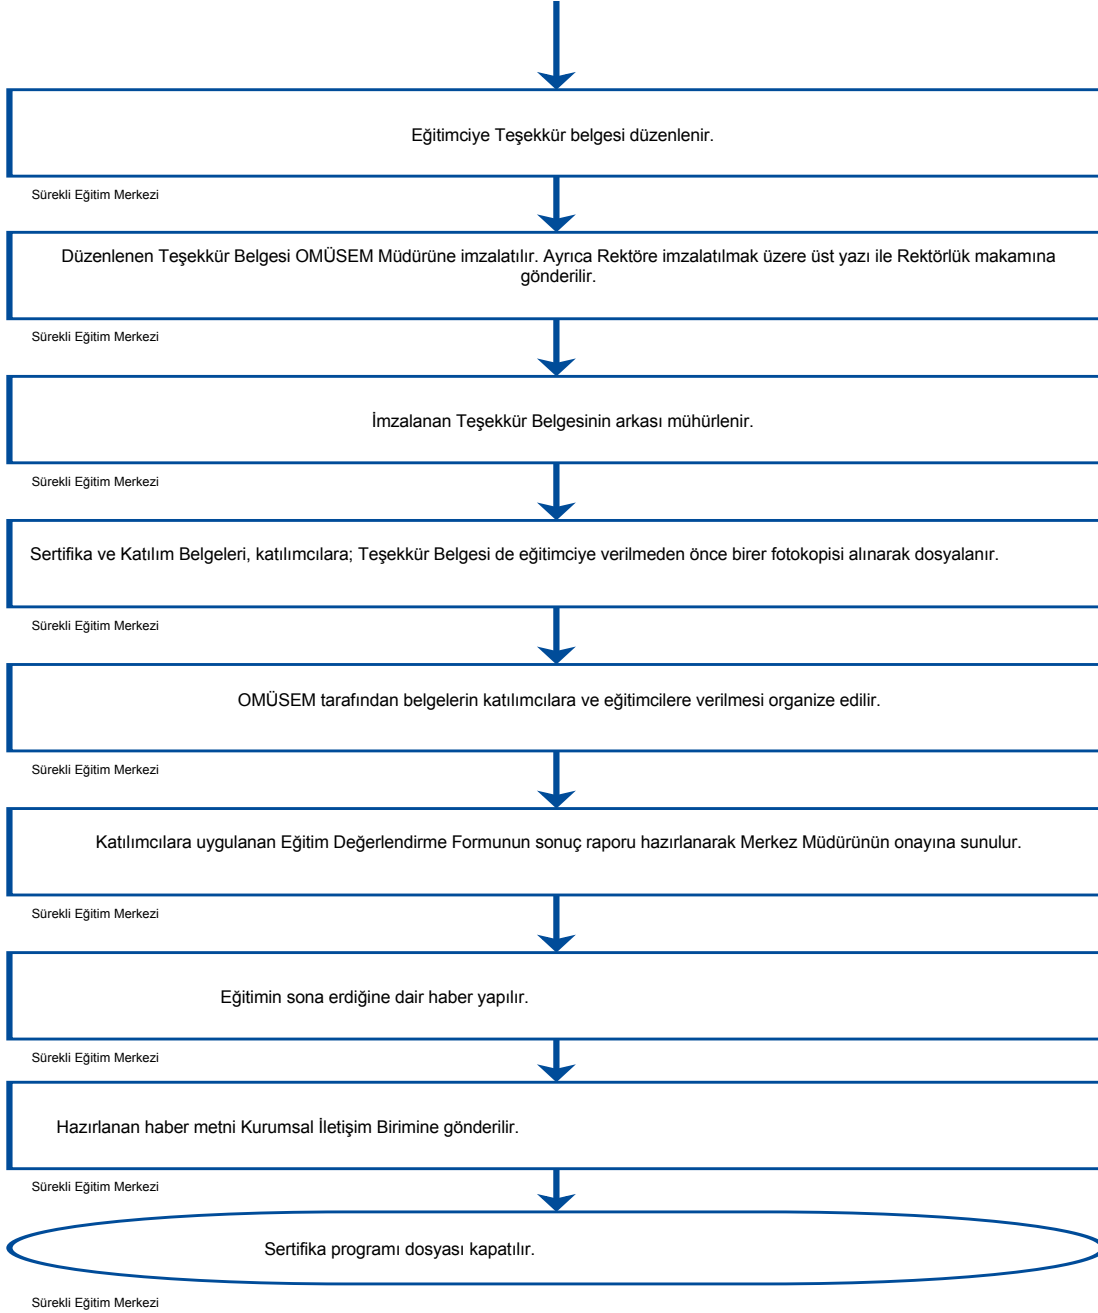 Eğitimciye Teşekkür belgesi düzenlenir.
Sürekli Eğitim Merkezi
Düzenlenen Teşekkür Belgesi OMÜSEM Müdürüne imzalatılır. Ayrıca Rektöre imzalatılmak üzere üst yazı ile Rektörlük makamına
gönderilir.
Sürekli Eğitim Merkezi
İmzalanan Teşekkür Belgesinin arkası mühürlenir.
Sürekli Eğitim Merkezi
Sertifika ve Katılım Belgeleri, katılımcılara; Teşekkür Belgesi de eğitimciye verilmeden önce birer fotokopisi alınarak dosyalanır.
Sürekli Eğitim Merkezi
OMÜSEM tarafından belgelerin katılımcılara ve eğitimcilere verilmesi organize edilir.
Sürekli Eğitim Merkezi
Katılımcılara uygulanan Eğitim Değerlendirme Formunun sonuç raporu hazırlanarak Merkez Müdürünün onayına sunulur.
Sürekli Eğitim Merkezi
Eğitimin sona erdiğine dair haber yapılır.
Sürekli Eğitim Merkezi
Hazırlanan haber metni Kurumsal İletişim Birimine gönderilir.
Sürekli Eğitim Merkezi
Sertifika programı dosyası kapatılır.
Sürekli Eğitim Merkezi